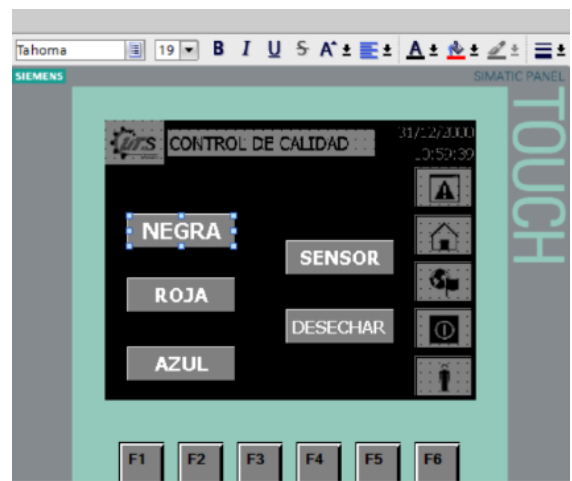 Tahoma 19 B I U S A A
SIEMENS SIMATIC PANEL
TOUCH
CONTROL DE CALIDAD
31/12/2000
10:59:39
NEGRA
SENSOR
ROJA
DESECHAR
AZUL
F1 F2 F3 F4 F5 F6